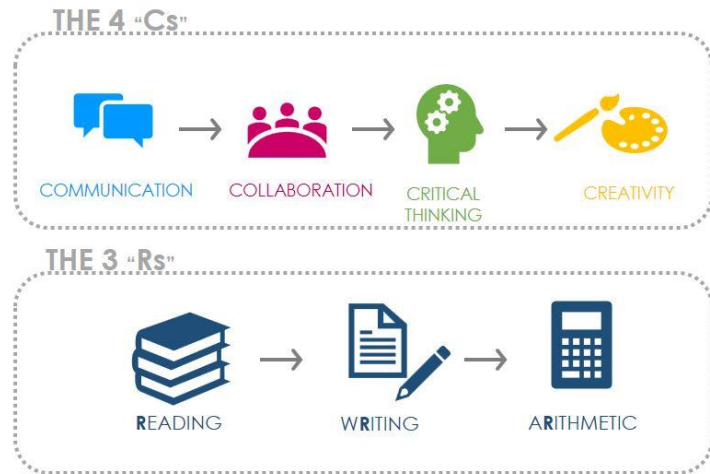 THE 4 “Cs”
COMMUNICATION
COLLABORATION
CRITICAL
THINKING
CREATIVITY
THE 3 “Rs”
READING
WRITING
ARITHMETIC